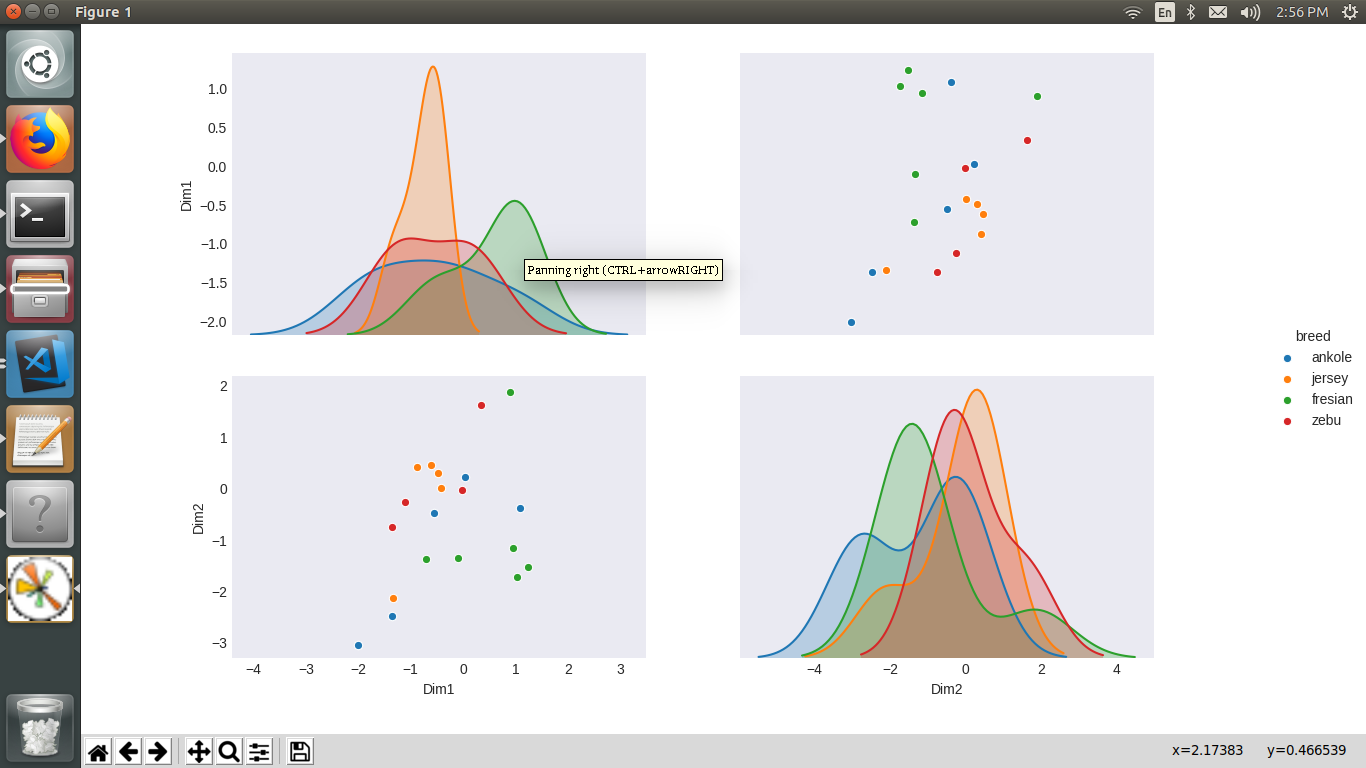 Figure 1
En
2:56 PM
1.0
0.5
0.0
−0.5
−1.0
−1.5
−2.0
Dim1
Panning right (CTRL+arrowRIGHT)
breed
ankole
jersey
fresian
zebu
2
1
0
−1
−2
−3
Dim2
−4 −3 −2 −1 0 1 2 3
Dim1
−4 −2 0 2 4
Dim2
x=2.17383 y=0.466539